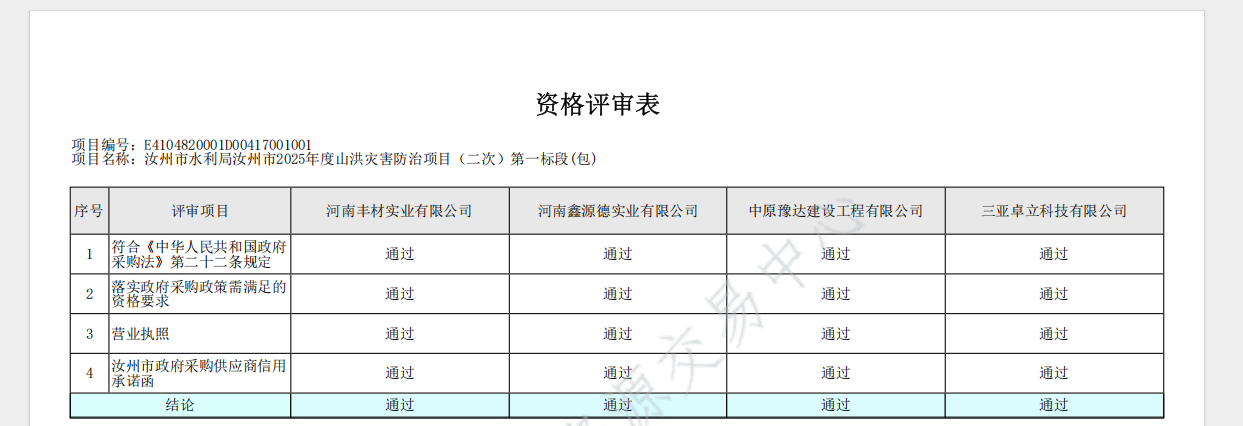 资格评审表
项目编号：E4104820001D00417001001
项目名称：汝州市水利局汝州市2025年度山洪灾害防治项目（二次）第一标段(包)
序号 评审项目 河南丰材实业有限公司 河南鑫源德实业有限公司 中原豫达建设工程有限公司 三亚卓立科技有限公司
1 符合《中华人民共和国政府
采购法》第二十二条规定 通过 通过 通过 通过
2 落实政府采购政策需满足的
资格要求 通过 通过 通过 通过
3 营业执照 通过 通过 通过 通过
4 汝州市政府采购供应商信用
承诺函 通过 通过 通过 通过
结论 通过 通过 通过 通过
源交易中心